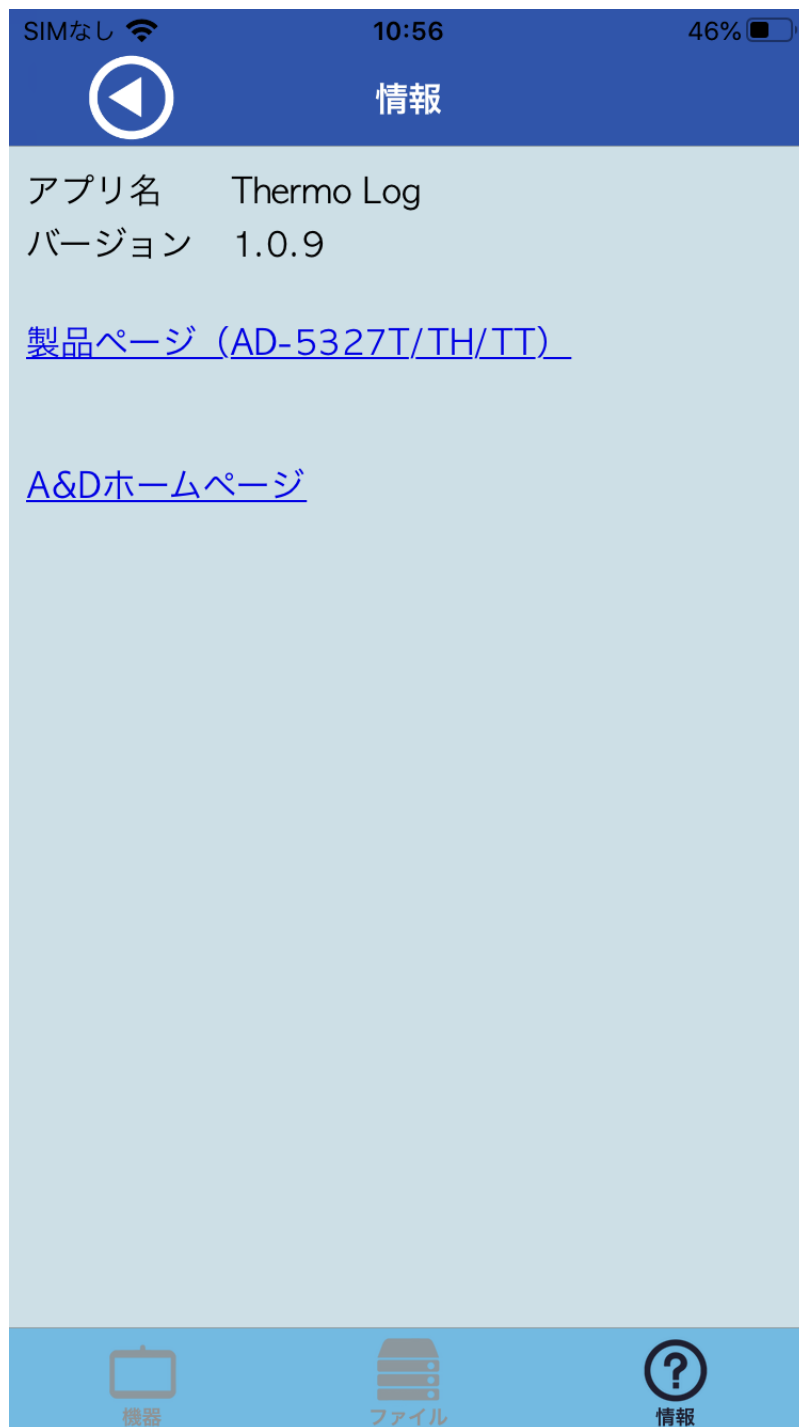 SIMなし 10:56 46%
情報
アプリ名 Thermo Log
バージョン 1.0.9
製品ページ（AD-5327T/TH/TT）
A&Dホームページ
機器 ファイル 情報